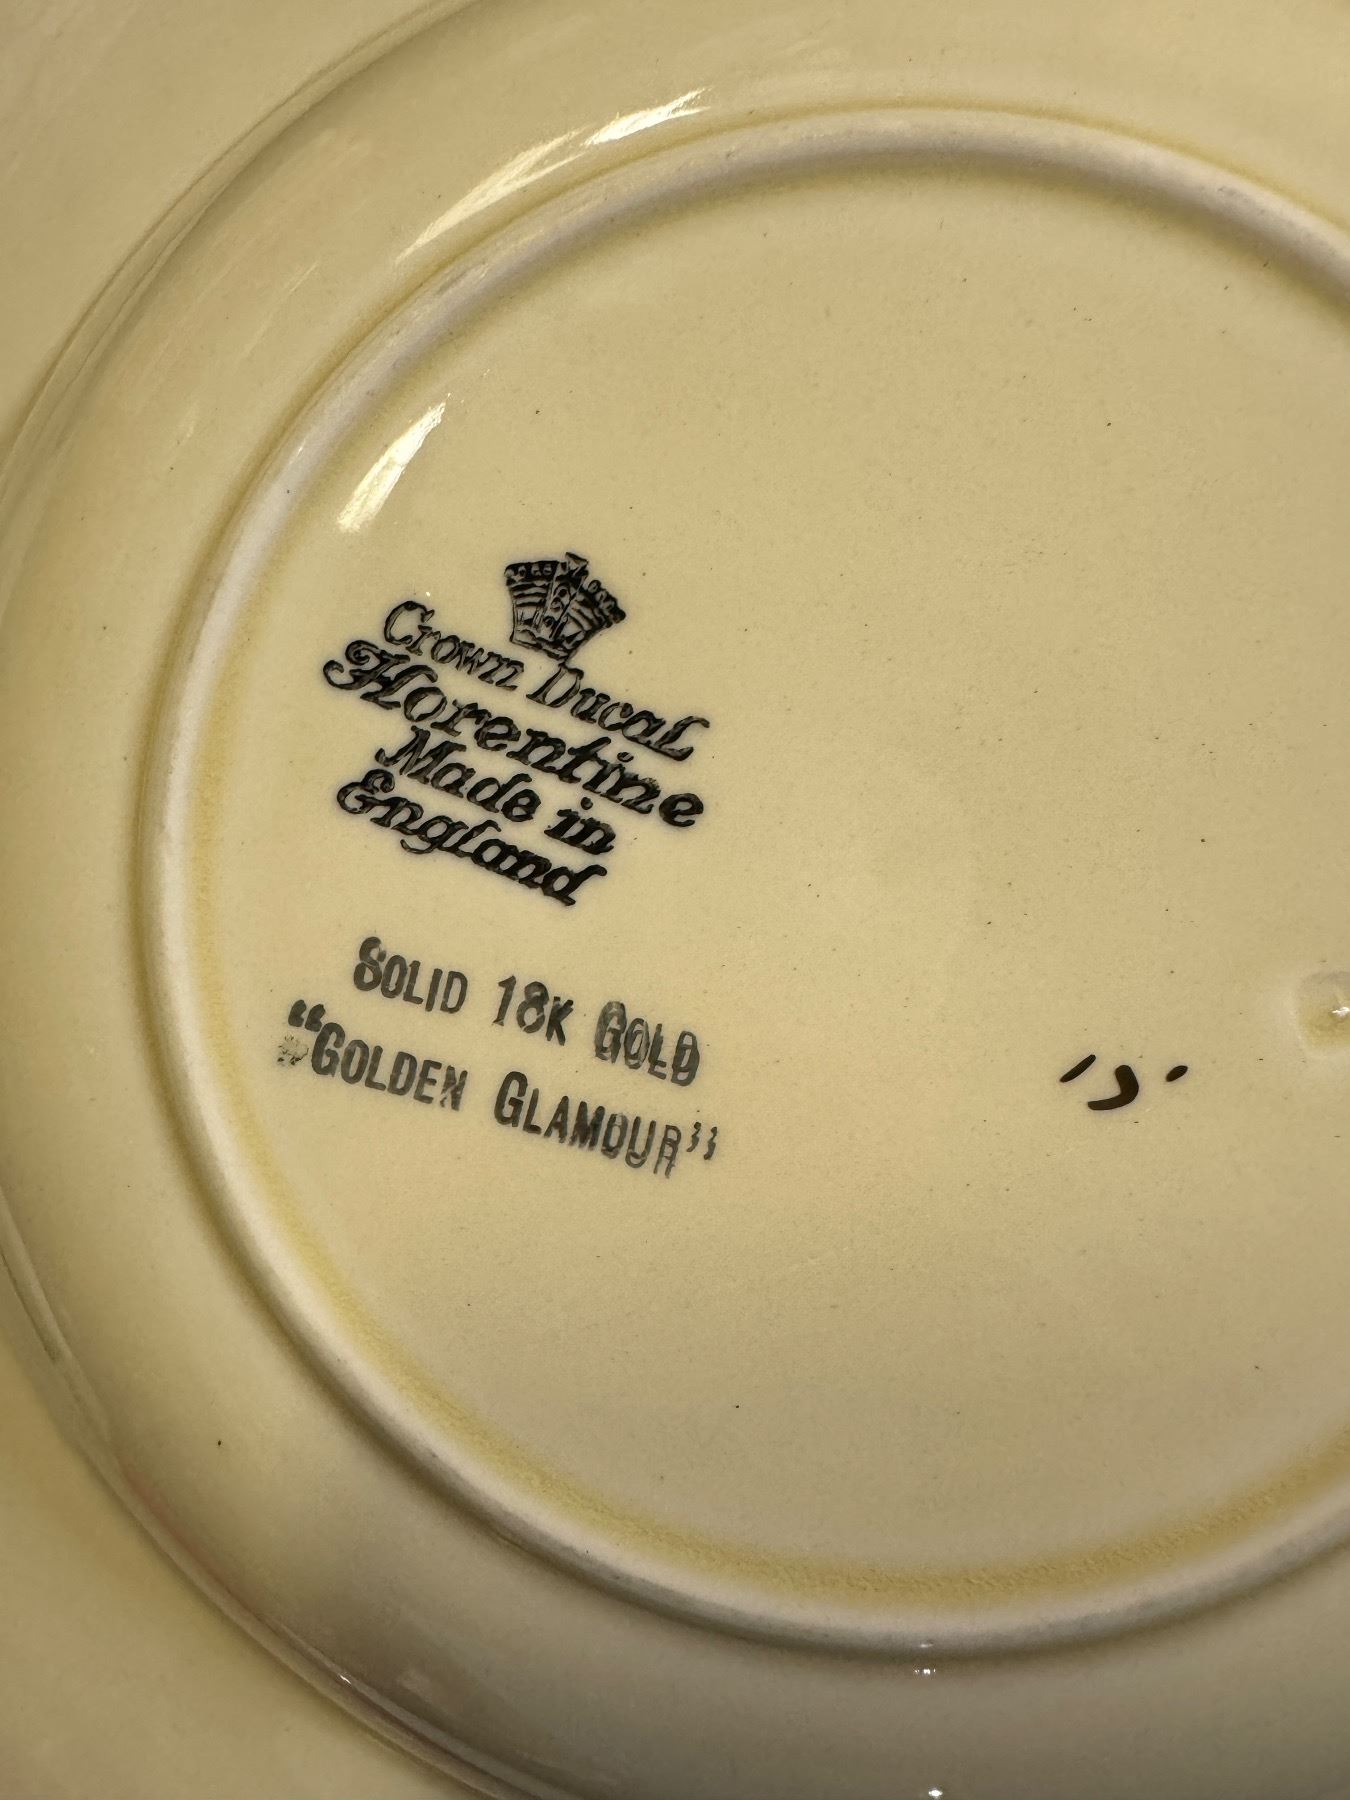 Crown Ducal
Florentine
Made in
England
SOLID 18K GOLD
"GOLDEN GLAMOUR"